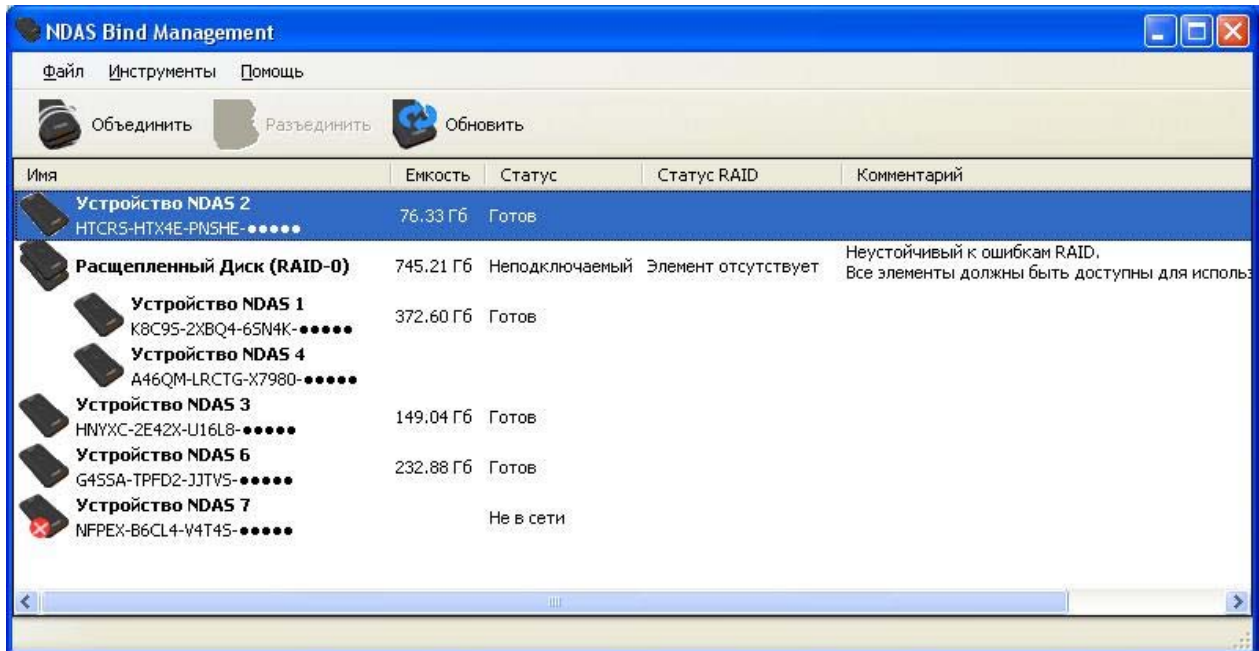 NDAS Bind Management
Файл Инструменты Помощь
Объединить Разъединить Обновить
Имя Емкость Статус Статус RAID Комментарий
Устройство NDAS 2
HTCRS-HTX4E-PNSHE-●●●●● 76.33 Гб Готов
Расщепленный Диск (RAID-0) 745.21 Гб Неподключаемый Элемент отсутствует Неустойчивый к ошибкам RAID.
Все элементы должны быть доступны для использ
Устройство NDAS 1
K8C9S-2XBQ4-6SN4K-●●●●● 372.60 Гб Готов
Устройство NDAS 4
A46QM-LRCTG-X7980-●●●●●
Устройство NDAS 3
HNYXC-2E42X-U16L8-●●●●● 149.04 Гб Готов
Устройство NDAS 6
G4SSA-TPFD2-JJTVS-●●●●● 232.88 Гб Готов
Устройство NDAS 7
NFPEX-B6CL4-V4T4S-●●●●● Не в сети